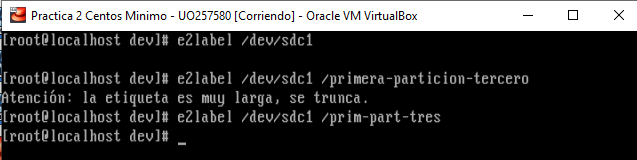 Practica 2 Centos Minimo - UO257580 [Corriendo] - Oracle VM VirtualBox
[root@localhost dev]# e2label /dev/sdc1
[root@localhost dev]# e2label /dev/sdc1 /primera-particion-tercero
Atención: la etiqueta es muy larga, se trunca.
[root@localhost dev]# e2label /dev/sdc1 /prim-part-tres
[root@localhost dev]# _